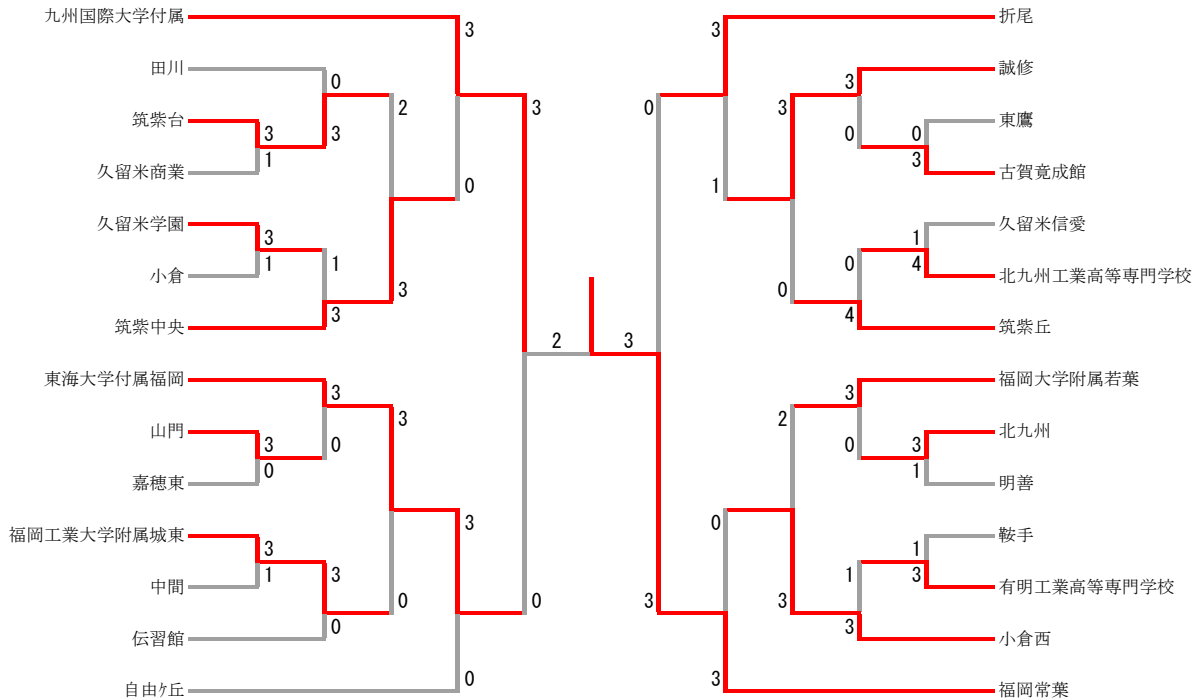 九州国際大学付属
3
田川
0
2
3
筑紫台
3
3
1
久留米商業
0
久留米学園
3
1
1
小倉
3
筑紫中央
3
2
3
東海大学付属福岡
3
3
山門
3
0
0
嘉穂東
福岡工業大学附属城東
3
3
1
3
中間
0
0
伝習館
0
自由ケ丘
0
折尾
3
誠修
3
0
3
東鷹
0
0
3
古賀竟成館
1
久留米信愛
1
0
4
北九州工業高等専門学校
0
筑紫丘
4
福岡大学附属若葉
3
2
北九州
3
0
1
明善
0
鞍手
1
1
3
有明工業高等専門学校
3
3
小倉西
3
福岡常葉
3